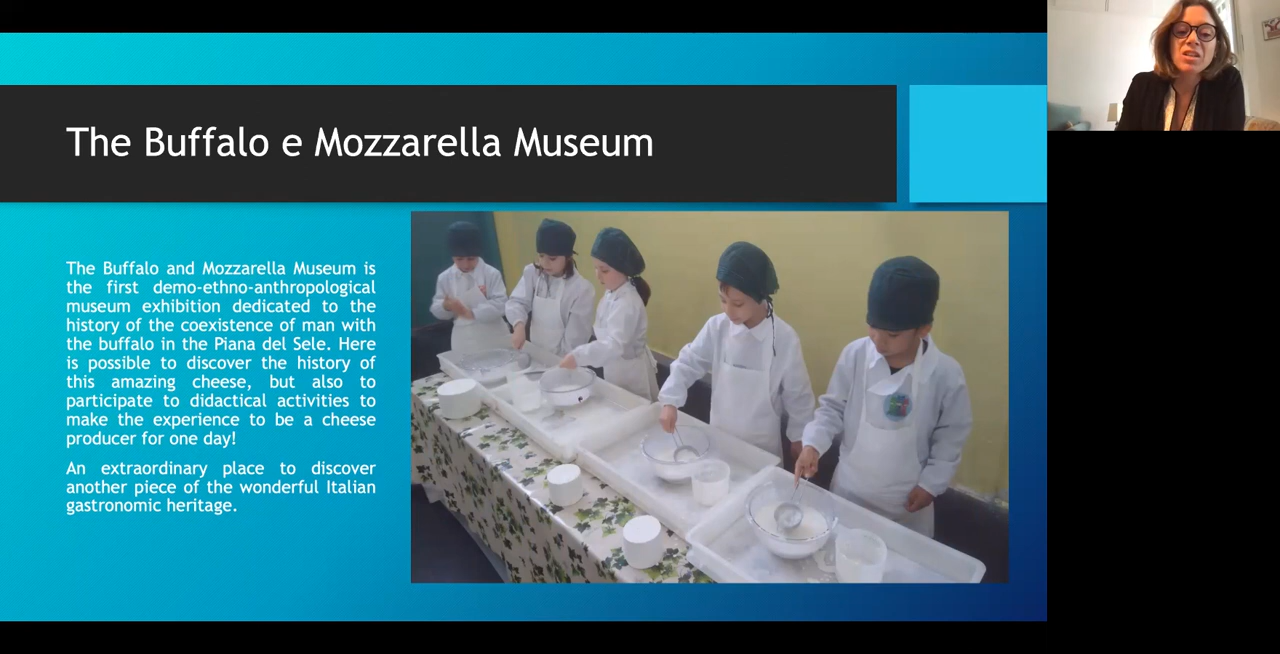 The Buffalo e Mozzarella Museum
The Buffalo and Mozzarella Museum is
the first demo-ethno-anthropological
museum exhibition dedicated to the
history of the coexistence of man with
the buffalo in the Piana del Sele. Here
is possible to discover the history of
this amazing cheese, but also to
participate to didactical activities to
make the experience to be a cheese
producer for one day!
An extraordinary place to discover
another piece of the wonderful Italian
gastronomic heritage.